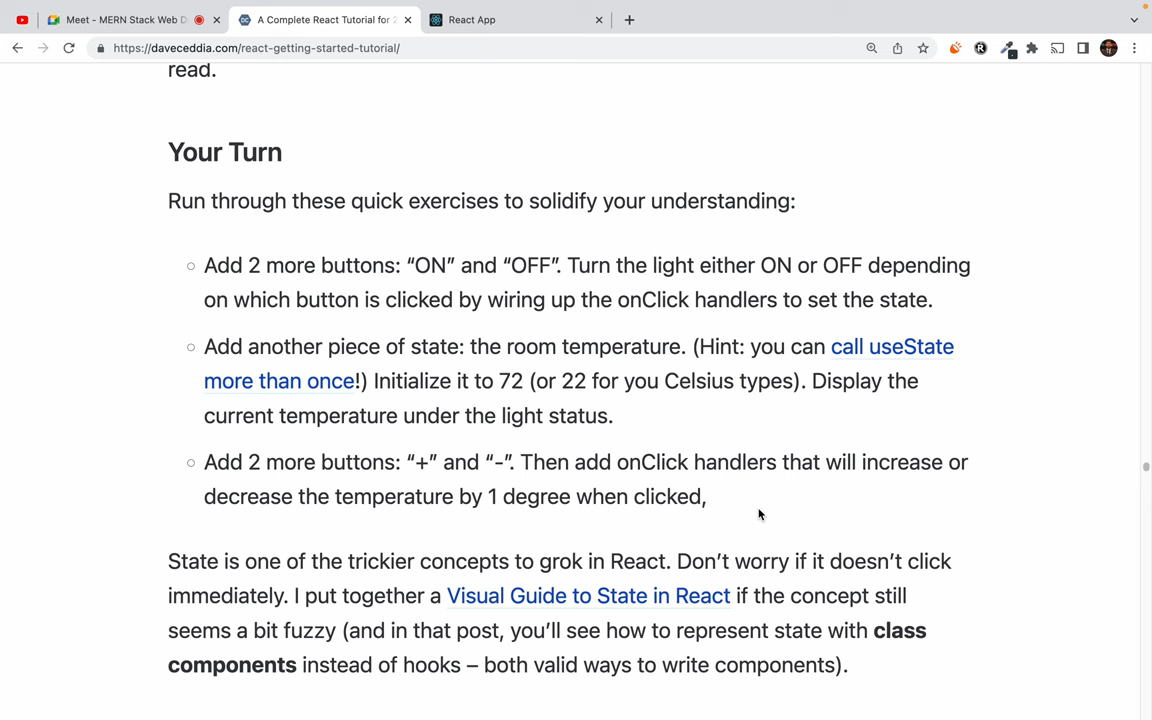 Meet - MERN Stack Web D
A Complete React Tutorial for 2
React App
https://daveceddia.com/react-getting-started-tutorial/
read.
Your Turn
Run through these quick exercises to solidify your understanding:
Add 2 more buttons: “ON” and “OFF”. Turn the light either ON or OFF depending
on which button is clicked by wiring up the onClick handlers to set the state.
Add another piece of state: the room temperature. (Hint: you can call useState
more than once!) Initialize it to 72 (or 22 for you Celsius types). Display the
current temperature under the light status.
Add 2 more buttons: “+” and “-”. Then add onClick handlers that will increase or
decrease the temperature by 1 degree when clicked,
State is one of the trickier concepts to grok in React. Don’t worry if it doesn’t click
immediately. I put together a Visual Guide to State in React if the concept still
seems a bit fuzzy (and in that post, you’ll see how to represent state with class
components instead of hooks – both valid ways to write components).